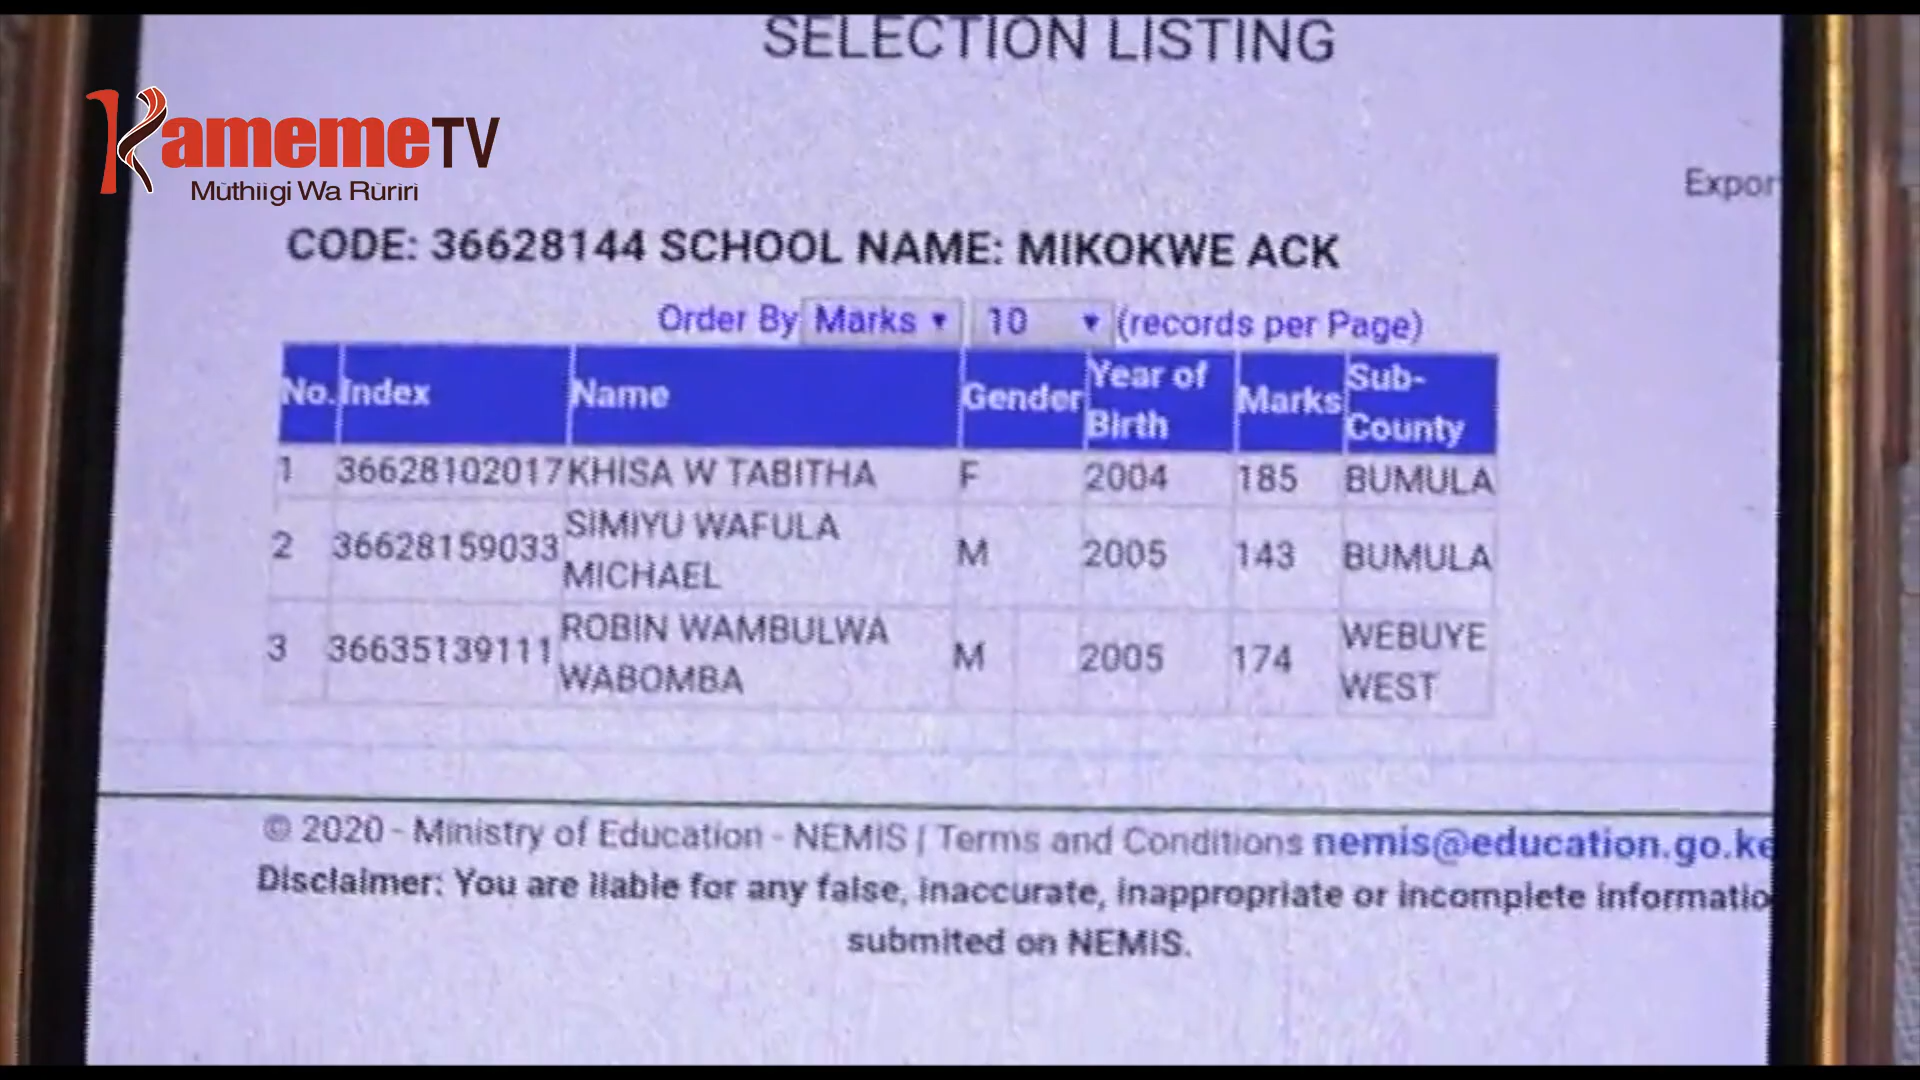 SELECTION LISTING
KamemeTV
Mũthiĩgi Wa Rũrĩrĩ
Expor
CODE: 36628144 SCHOOL NAME: MIKOKWE ACK
Order By Marks ▾ 10 ▾ (records per Page)
No. Index Name Gender Year of Birth Marks Sub-County
1 36628102017 KHISA W TABITHA F 2004 185 BUMULA
2 36628159033 SIMIYU WAFULA MICHAEL M 2005 143 BUMULA
3 36635139111 ROBIN WAMBULWA WABOMBA M 2005 174 WEBUYE WEST
© 2020 - Ministry of Education - NEMIS | Terms and Conditions nemis@education.go.ke
Disclaimer: You are liable for any false, inaccurate, inappropriate or incomplete informatio
submited on NEMIS.